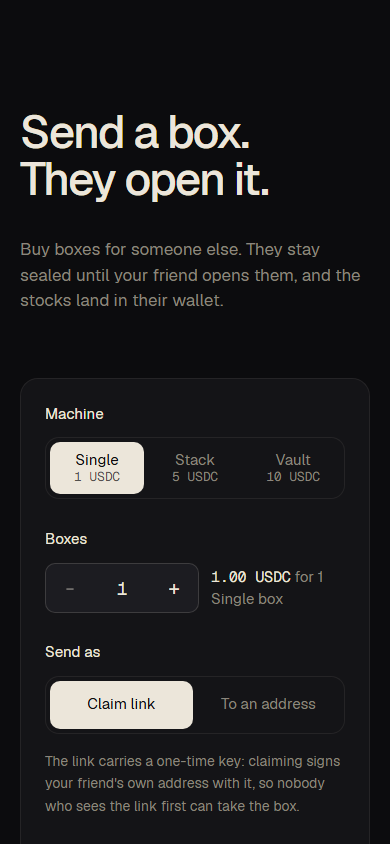 Send a box.
They open it.
Buy boxes for someone else. They stay
sealed until your friend opens them, and the
stocks land in their wallet.
Machine
Single
1 USDC
Stack
5 USDC
Vault
10 USDC
Boxes
− 1 +
1.00 USDC for 1
Single box
Send as
Claim link
To an address
The link carries a one-time key: claiming signs
your friend's own address with it, so nobody
who sees the link first can take the box.